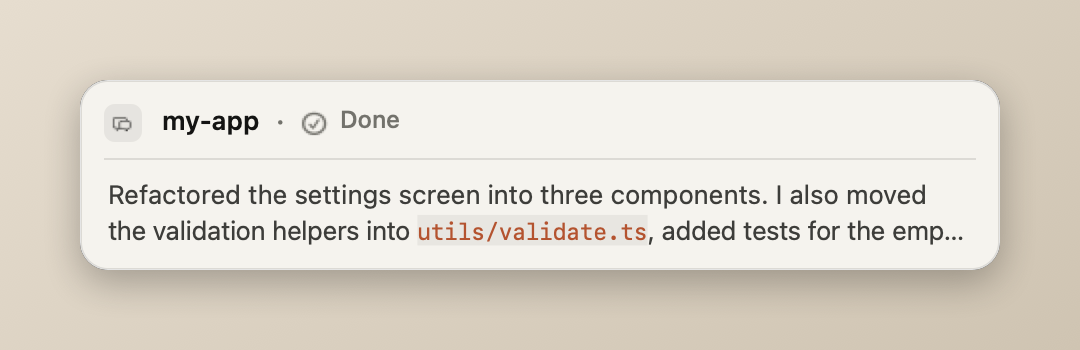 my-app · Done
Refactored the settings screen into three components. I also moved
the validation helpers into utils/validate.ts, added tests for the emp...